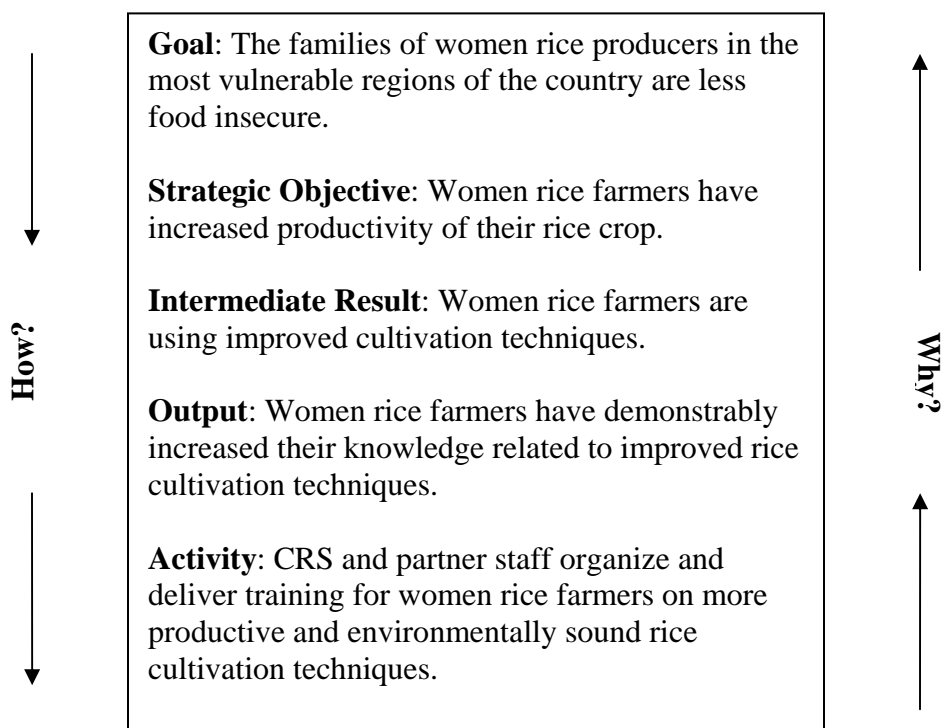 Goal: The families of women rice producers in the
most vulnerable regions of the country are less
food insecure.
Strategic Objective: Women rice farmers have
increased productivity of their rice crop.
Intermediate Result: Women rice farmers are
using improved cultivation techniques.
Output: Women rice farmers have demonstrably
increased their knowledge related to improved rice
cultivation techniques.
Activity: CRS and partner staff organize and
deliver training for women rice farmers on more
productive and environmentally sound rice
cultivation techniques.
How?
Why?